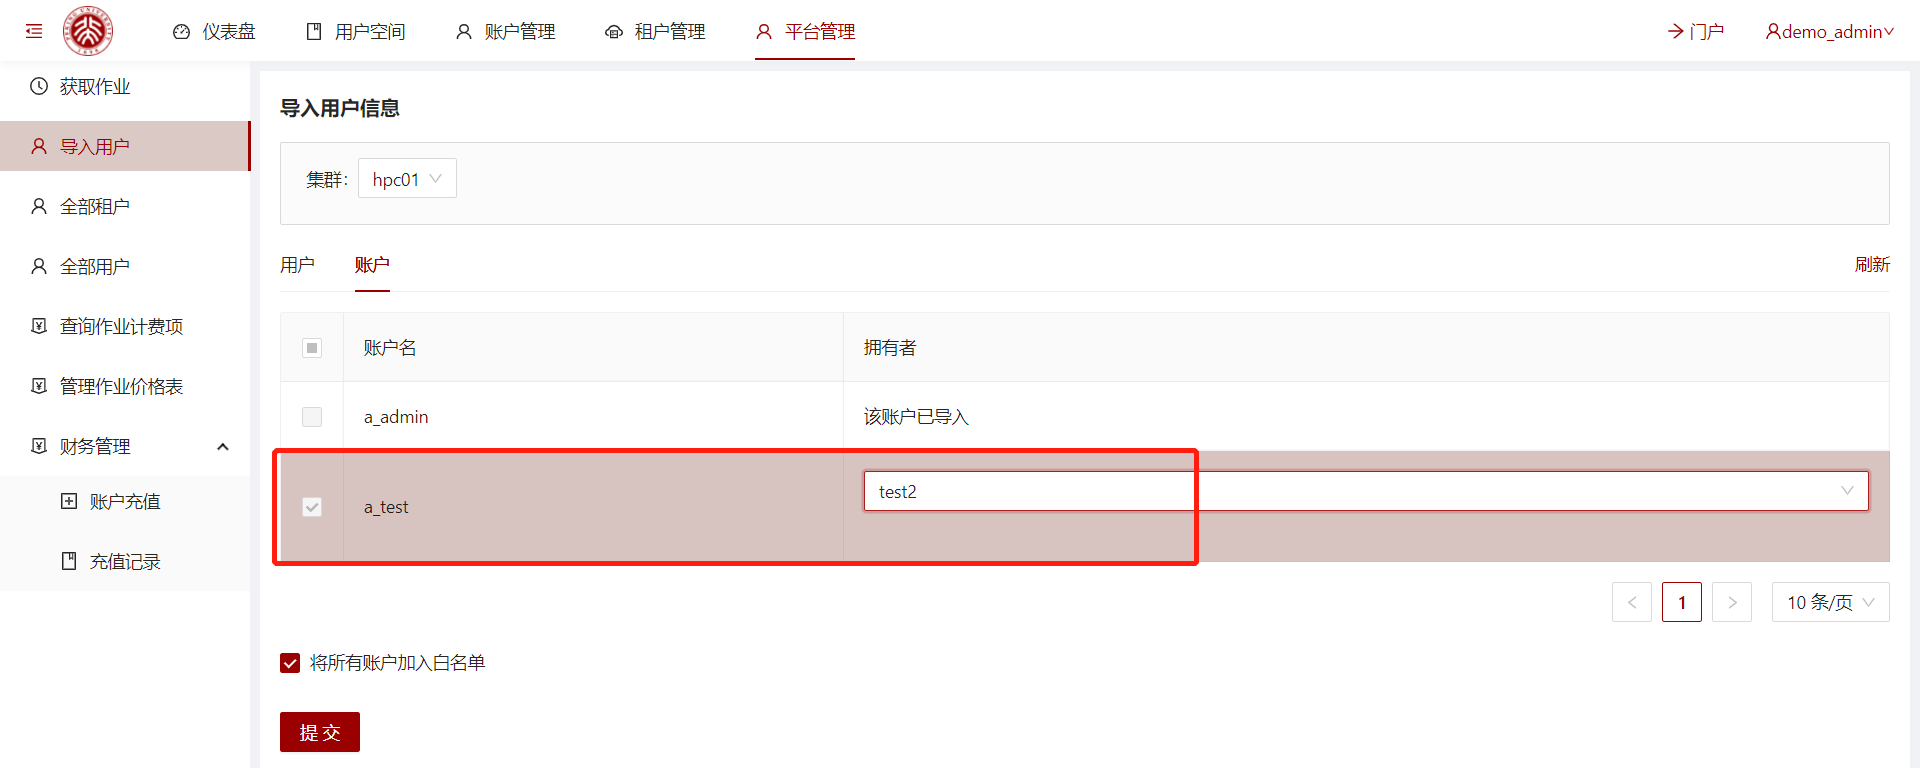 仪表盘
用户空间
账户管理
租户管理
平台管理
门户
demo_admin
获取作业
导入用户
全部租户
全部用户
查询作业计费项
管理作业价格表
财务管理
账户充值
充值记录
导入用户信息
集群: hpc01
用户
账户
刷新
账户名
拥有者
a_admin
该账户已导入
a_test
test2
1
10 条/页
将所有账户加入白名单
提交